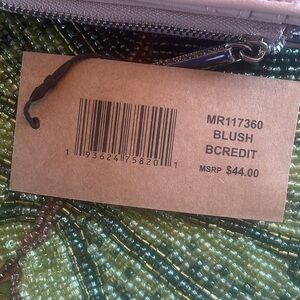 MR117360
BLUSH
BCREDIT
MSRP $44.00
1 93624 75820 1